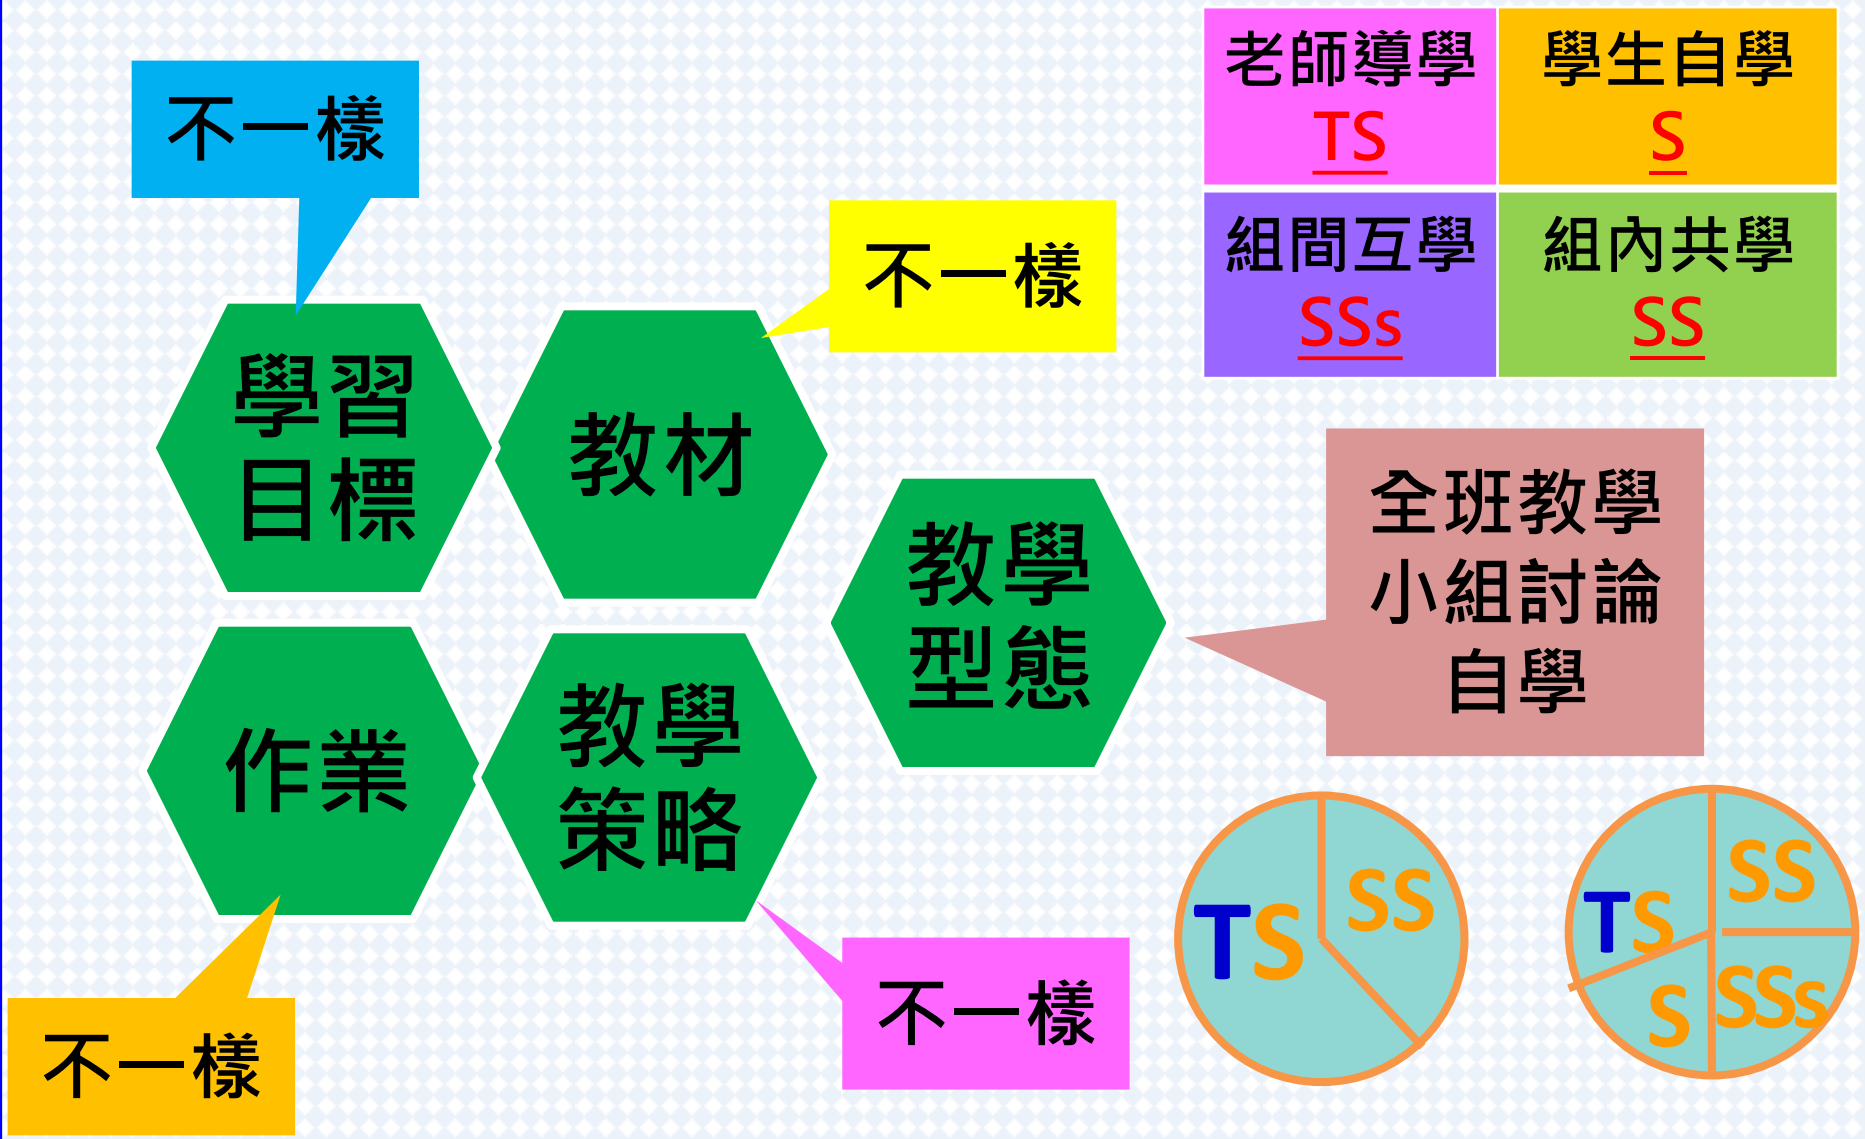 不一樣
學習
目標
不一樣
教材
教學
型態
作業
不一樣
教學
策略
不一樣
老師導學
TS
學生自學
S
組間互學
SSs
組內共學
SS
全班教學
小組討論
自學
TS
SS
TS
SS
S
SSs